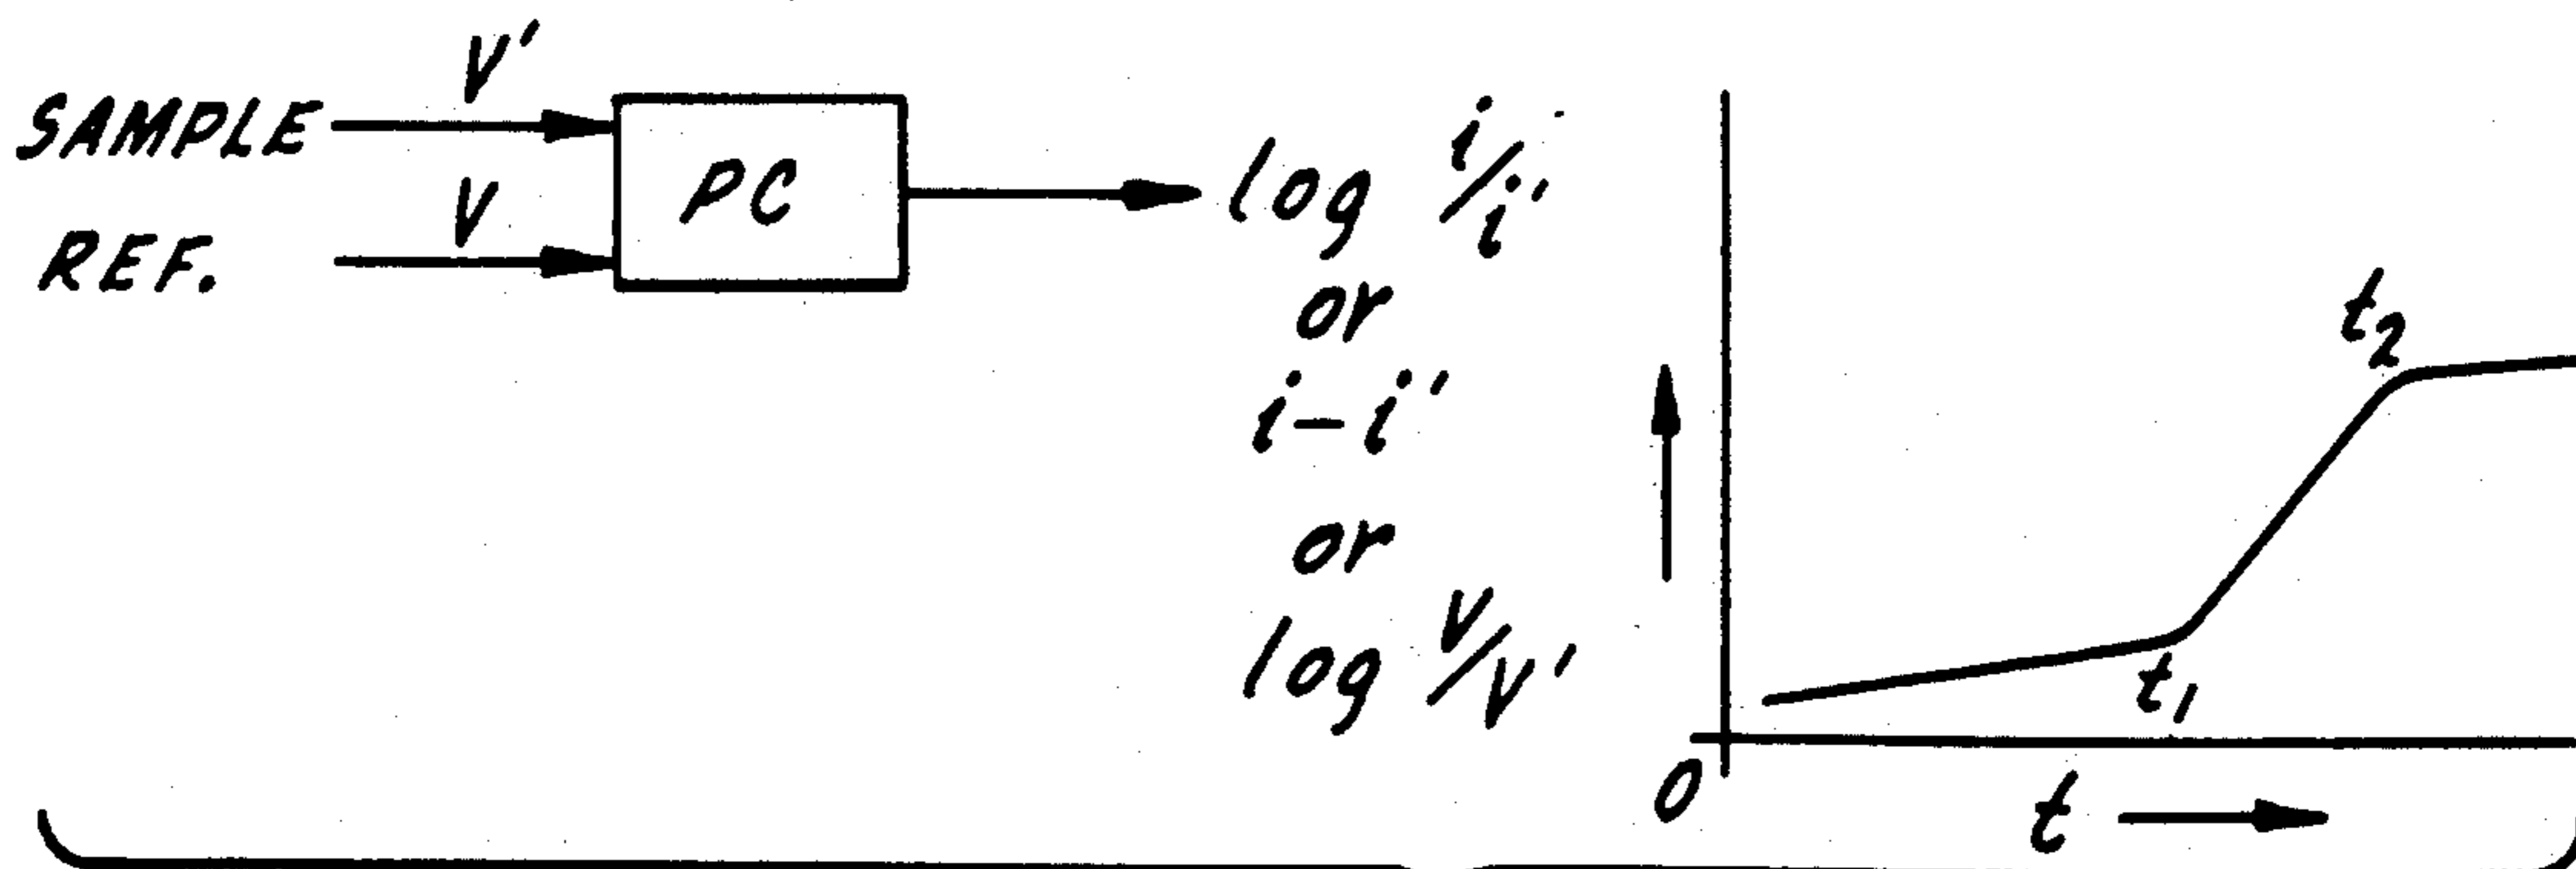 SAMPLE
V'
REF.
V
PC
log i/i'
or
i-i'
or
log V/V'
t2
t1
0
t